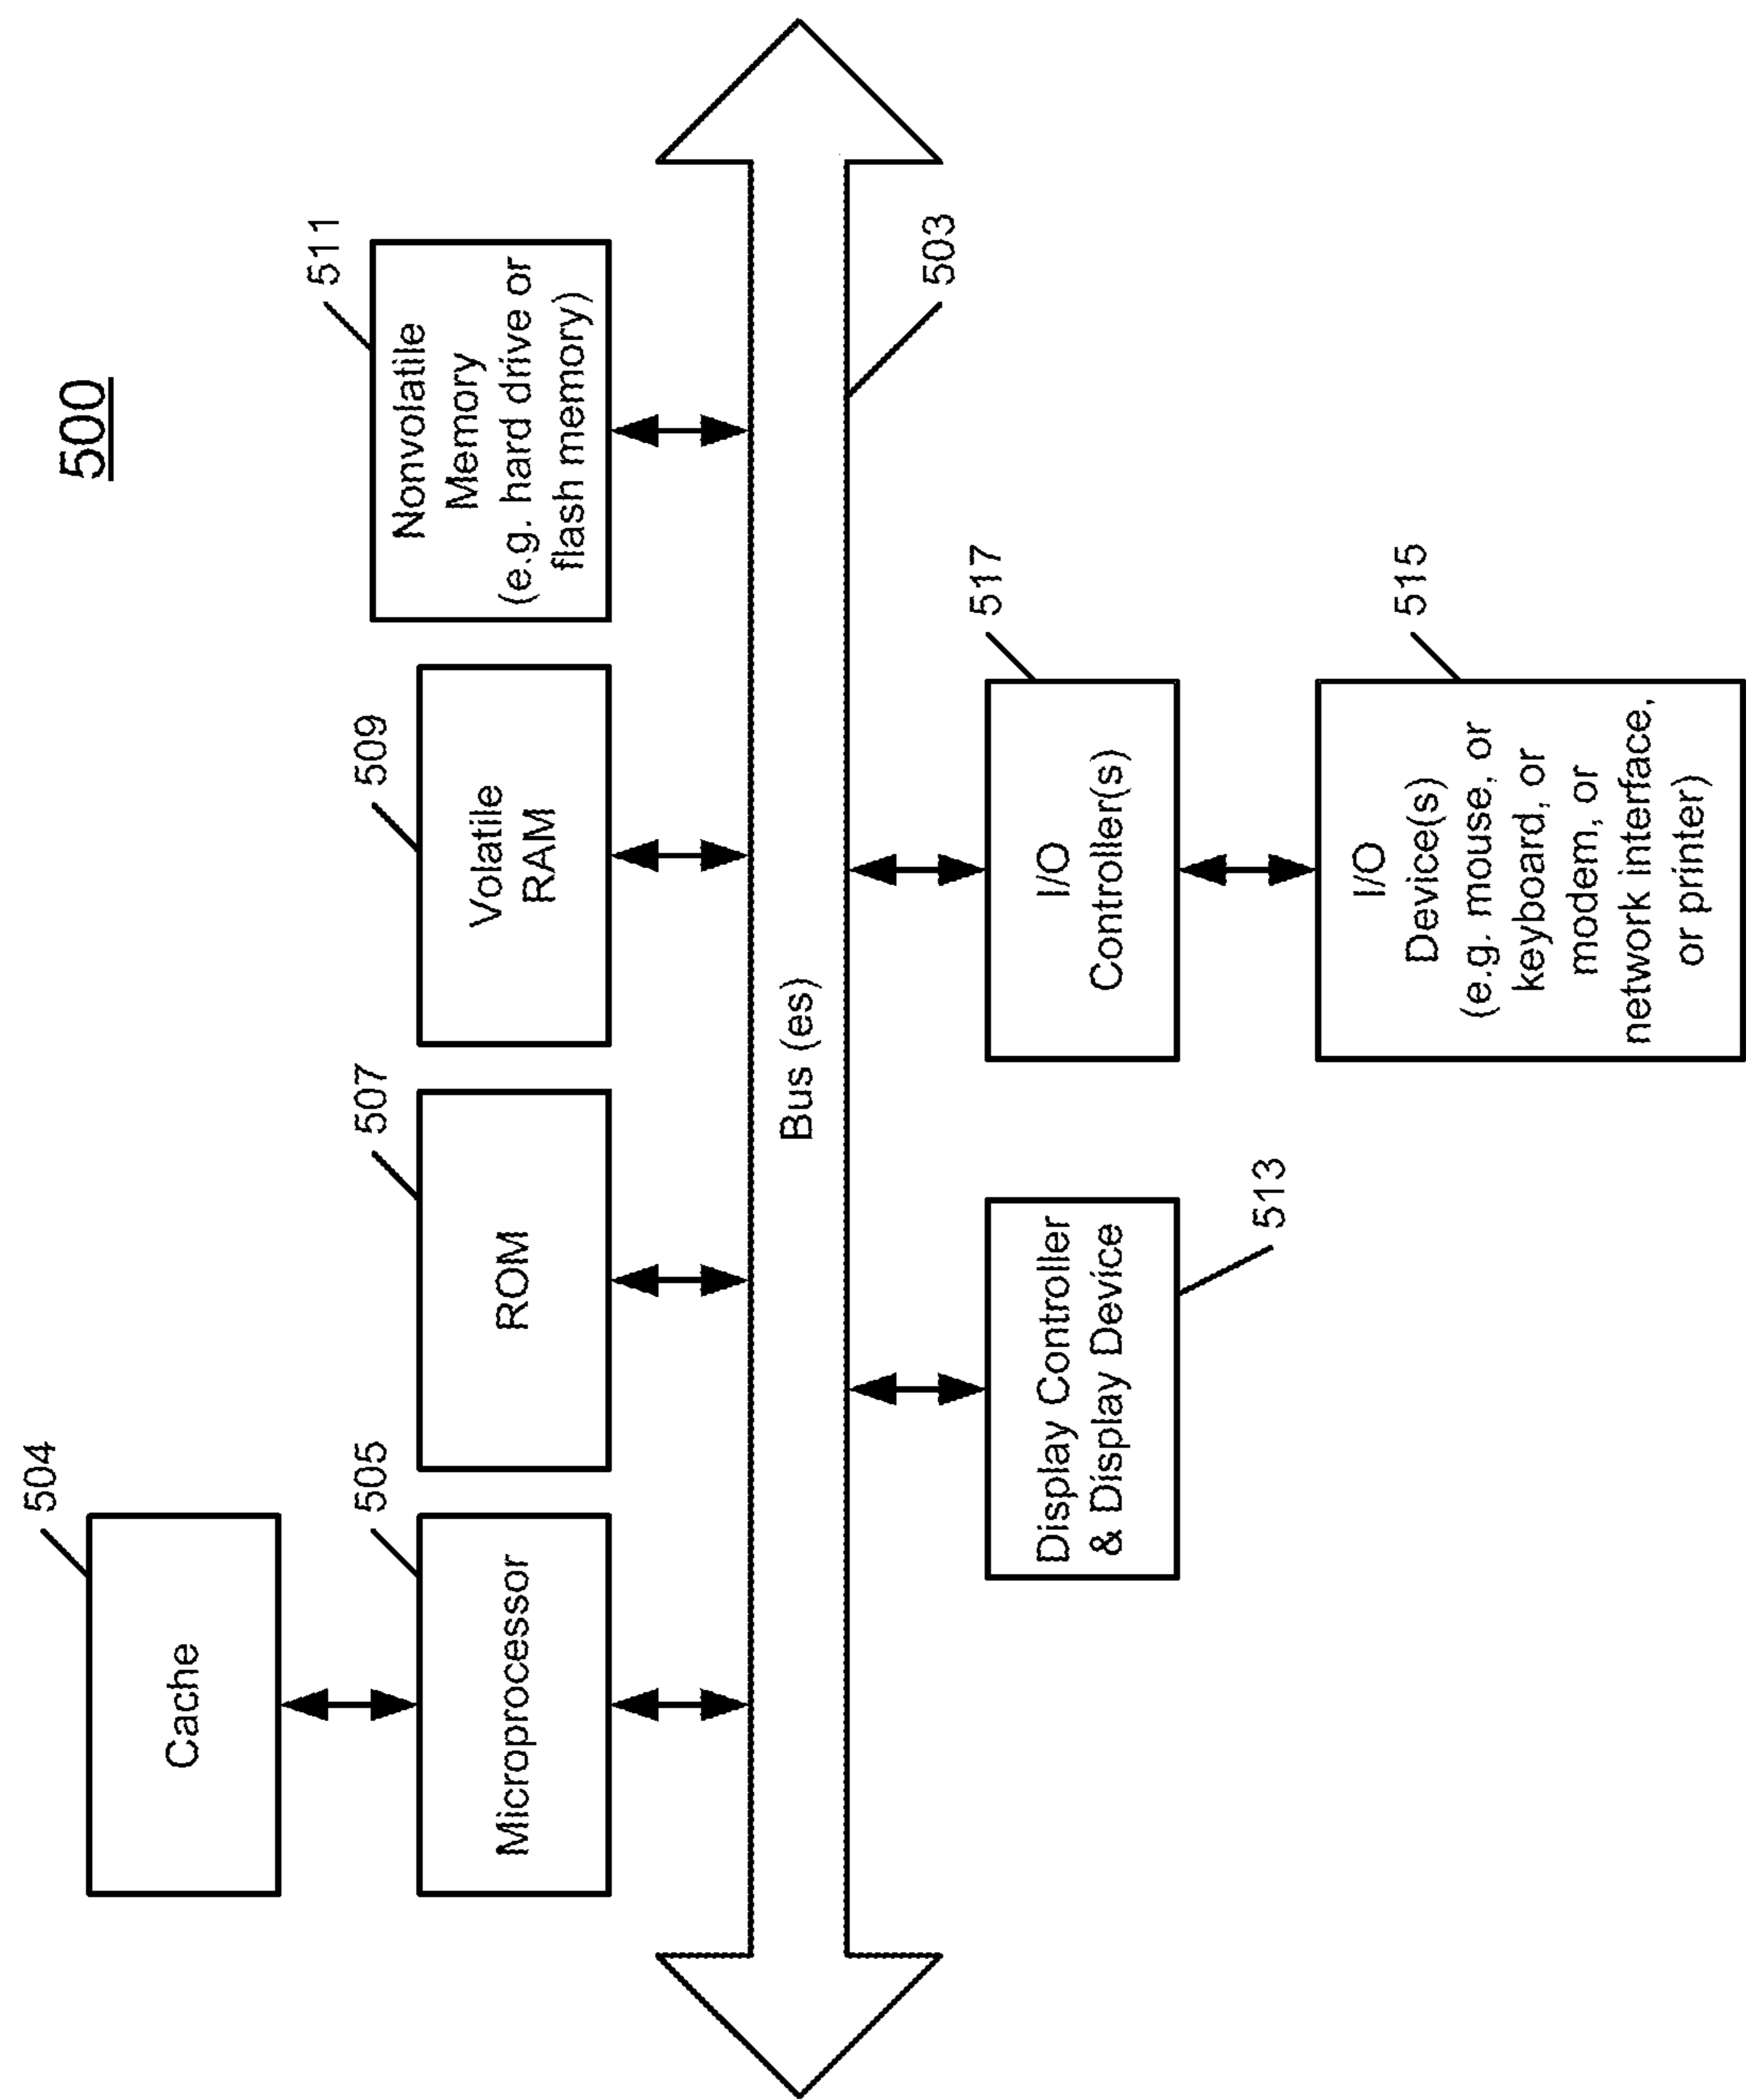 500
504
Cache
505
Microprocessor
507
ROM
509
Volatile
RAM
511
Nonvolatile
Memory
(e.g. hard drive or
flash memory)
Bus (es)
503
Display Controller
& Display Device
513
517
I/O
Controller(s)
515
I/O
Device(s)
(e.g. mouse, or
keyboard, or
modem, or
network interface,
or printer)